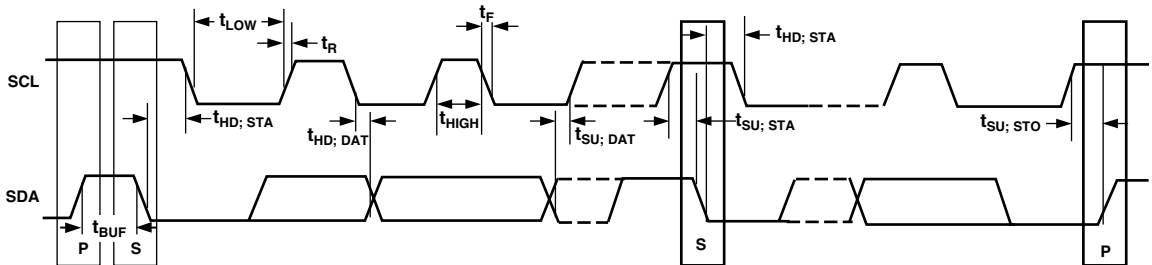 tLOW
tF
tR
tHD; STA
SCL
tHD; STA
tHD; DAT
tHIGH
tSU; DAT
tSU; STA
tSU; STO
SDA
tBUF
P
S
S
P